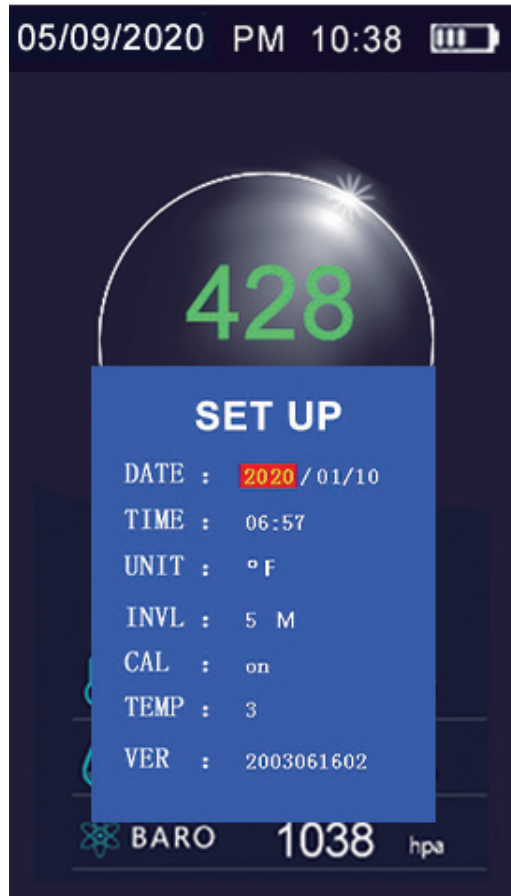 05/09/2020 PM 10:38
428
SET UP
DATE : 2020/01/10
TIME : 06:57
UNIT : °F
INVL : 5 M
CAL : on
TEMP : 3
VER : 2003061602
BARO 1038 hpa